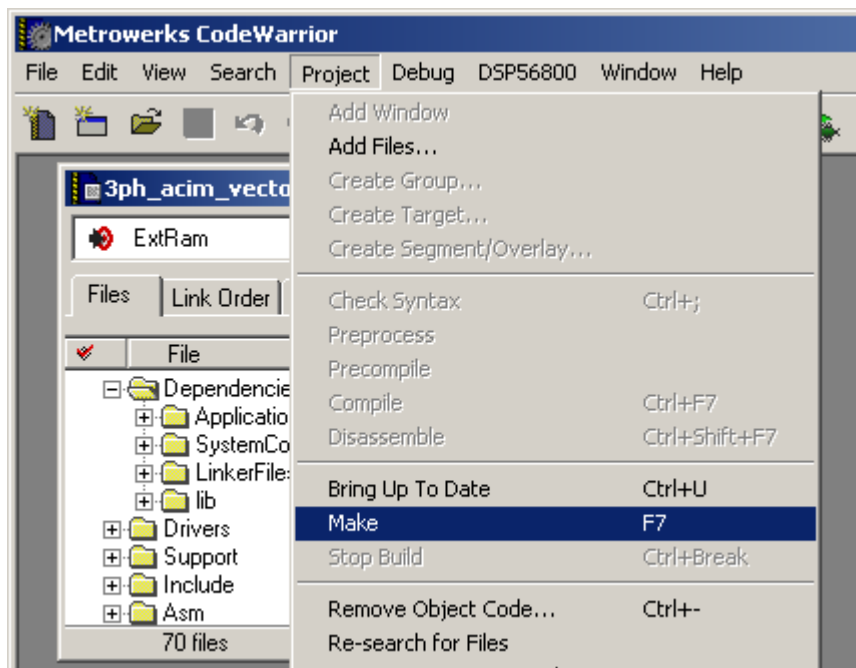 Metrowerks CodeWarrior
File Edit View Search Project Debug DSP56800 Window Help
3ph_acim_vecto
ExtRam
Files Link Order
File
Dependencie
Applicatio
SystemCo
LinkerFile
lib
Drivers
Support
Include
Asm
70 files
Add Window
Add Files...
Create Group...
Create Target...
Create Segment/Overlay...
Check Syntax Ctrl+;
Preprocess
Precompile
Compile Ctrl+F7
Disassemble Ctrl+Shift+F7
Bring Up To Date Ctrl+U
Make F7
Stop Build Ctrl+Break
Remove Object Code... Ctrl+-
Re-search for Files